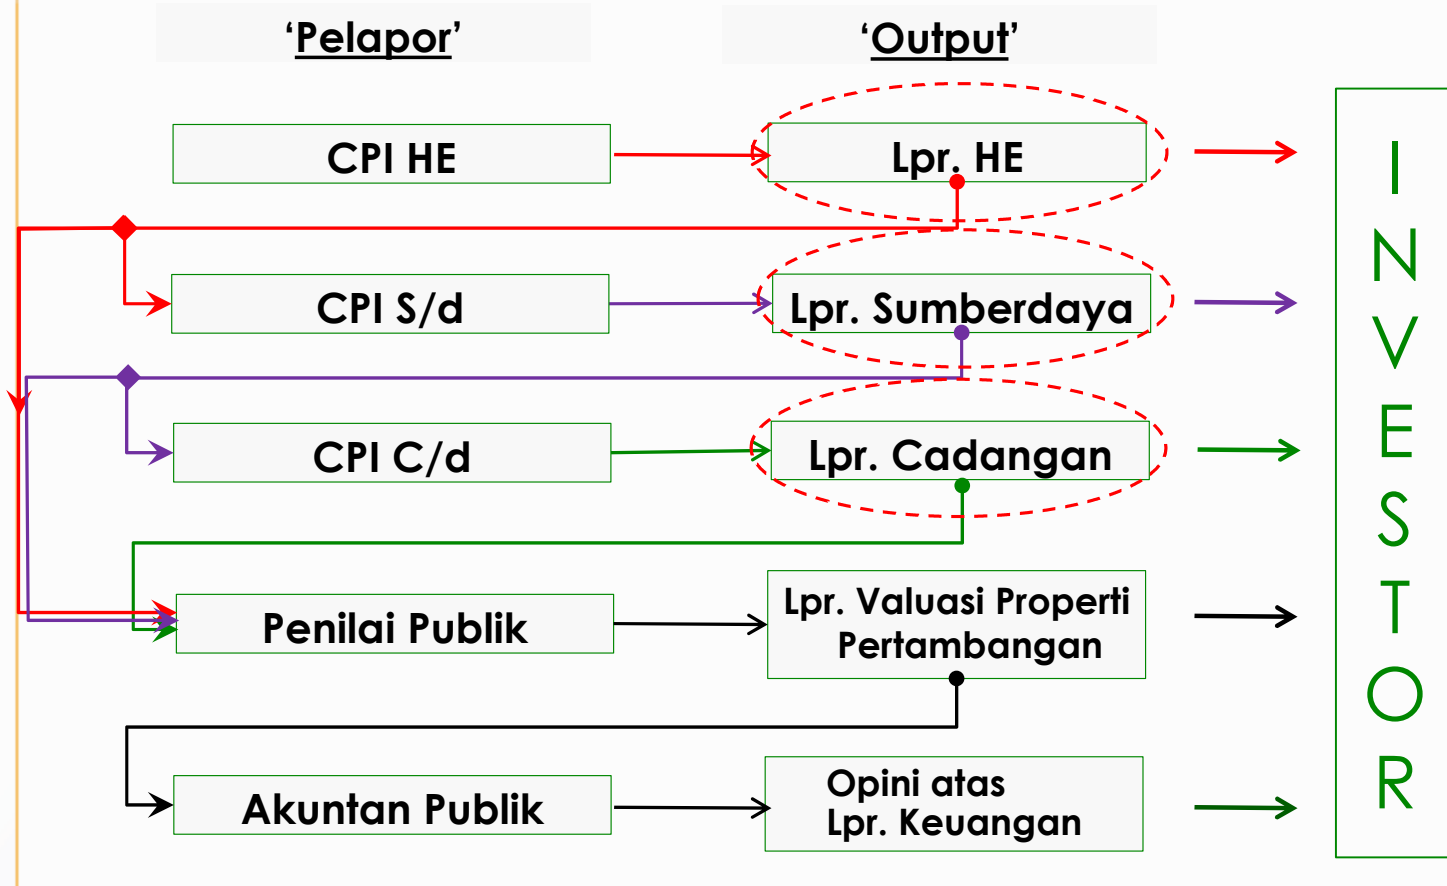 ‘Pelapor’
‘Output’
CPI HE
Lpr. HE
CPI S/d
Lpr. Sumberdaya
CPI C/d
Lpr. Cadangan
Penilai Publik
Lpr. Valuasi Properti
Pertambangan
Akuntan Publik
Opini atas
Lpr. Keuangan
I
N
V
E
S
T
O
R